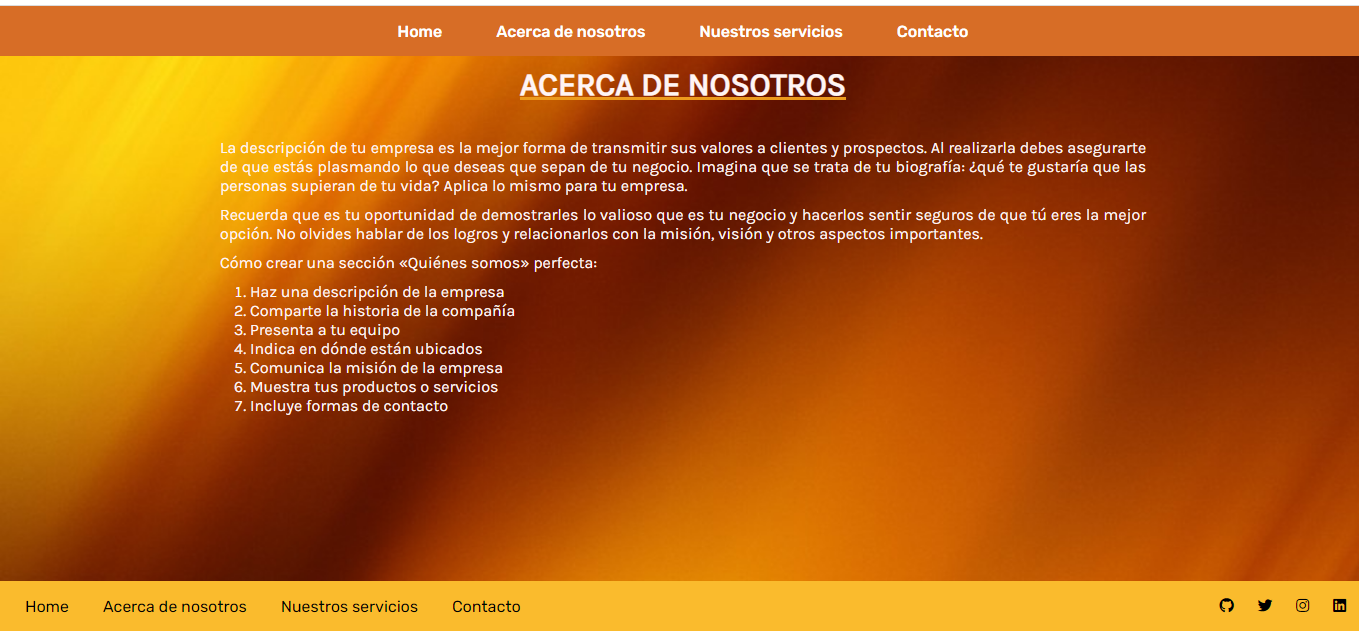 Home Acerca de nosotros Nuestros servicios Contacto
ACERCA DE NOSOTROS
La descripción de tu empresa es la mejor forma de transmitir sus valores a clientes y prospectos. Al realizarla debes asegurarte
de que estás plasmando lo que deseas que sepan de tu negocio. Imagina que se trata de tu biografía: ¿qué te gustaría que las
personas supieran de tu vida? Aplica lo mismo para tu empresa.
Recuerda que es tu oportunidad de demostrarles lo valioso que es tu negocio y hacerlos sentir seguros de que tú eres la mejor
opción. No olvides hablar de los logros y relacionarlos con la misión, visión y otros aspectos importantes.
Cómo crear una sección «Quiénes somos» perfecta:
1. Haz una descripción de la empresa
2. Comparte la historia de la compañía
3. Presenta a tu equipo
4. Indica en dónde están ubicados
5. Comunica la misión de la empresa
6. Muestra tus productos o servicios
7. Incluye formas de contacto
Home Acerca de nosotros Nuestros servicios Contacto